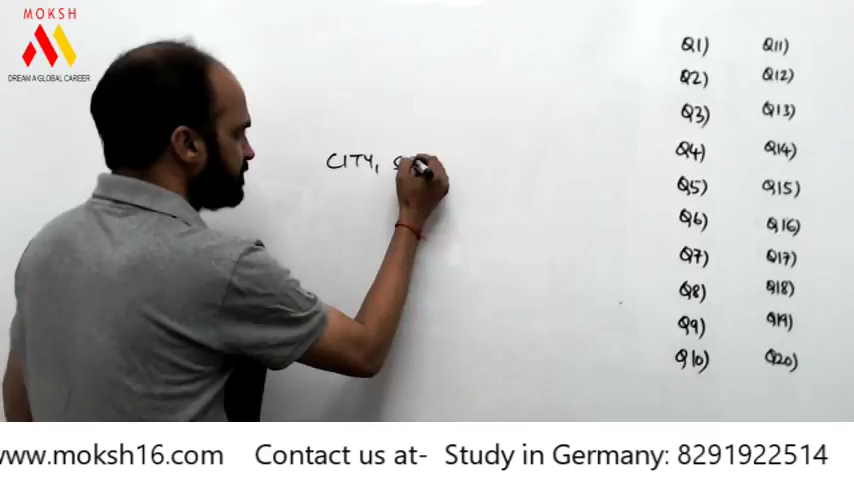 MOKSH
DREAM A GLOBAL CAREER
CITY,
Q1)
Q2)
Q3)
Q4)
Q5)
Q6)
Q7)
Q8)
Q9)
Q10)
Q11)
Q12)
Q13)
Q14)
Q15)
Q16)
Q17)
Q18)
Q19)
Q20)
www.moksh16.com Contact us at- Study in Germany: 8291922514